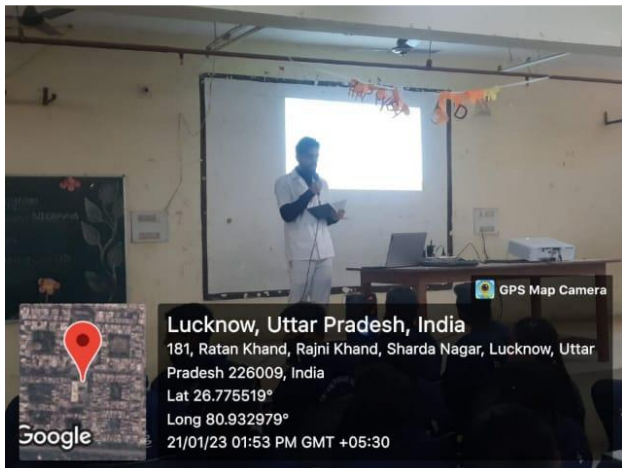 GPS Map Camera
Lucknow, Uttar Pradesh, India
181, Ratan Khand, Rajni Khand, Sharda Nagar, Lucknow, Uttar
Pradesh 226009, India
Lat 26.775519°
Long 80.932979°
21/01/23 01:53 PM GMT +05:30
Google